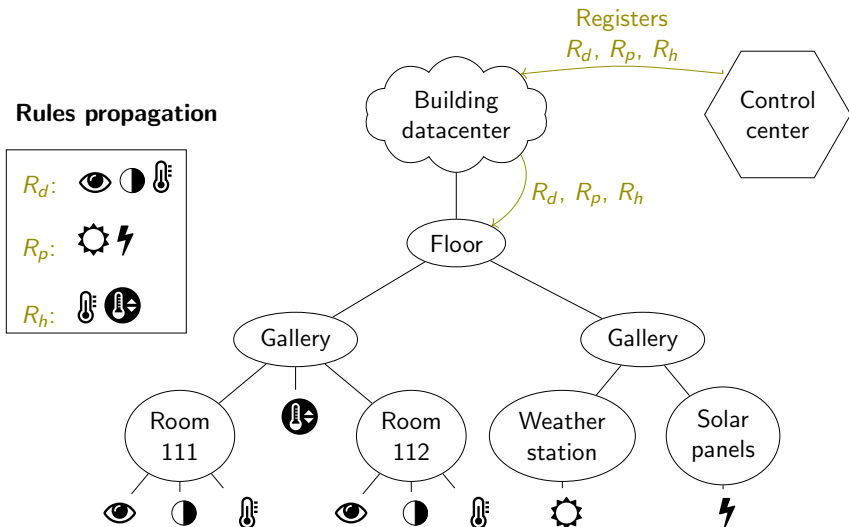 Registers
R_d, R_p, R_h
Building
datacenter
Control
center
Rules propagation
R_d:
R_p:
R_h:
R_d, R_p, R_h
Floor
Gallery
Gallery
Room
111
Room
112
Weather
station
Solar
panels